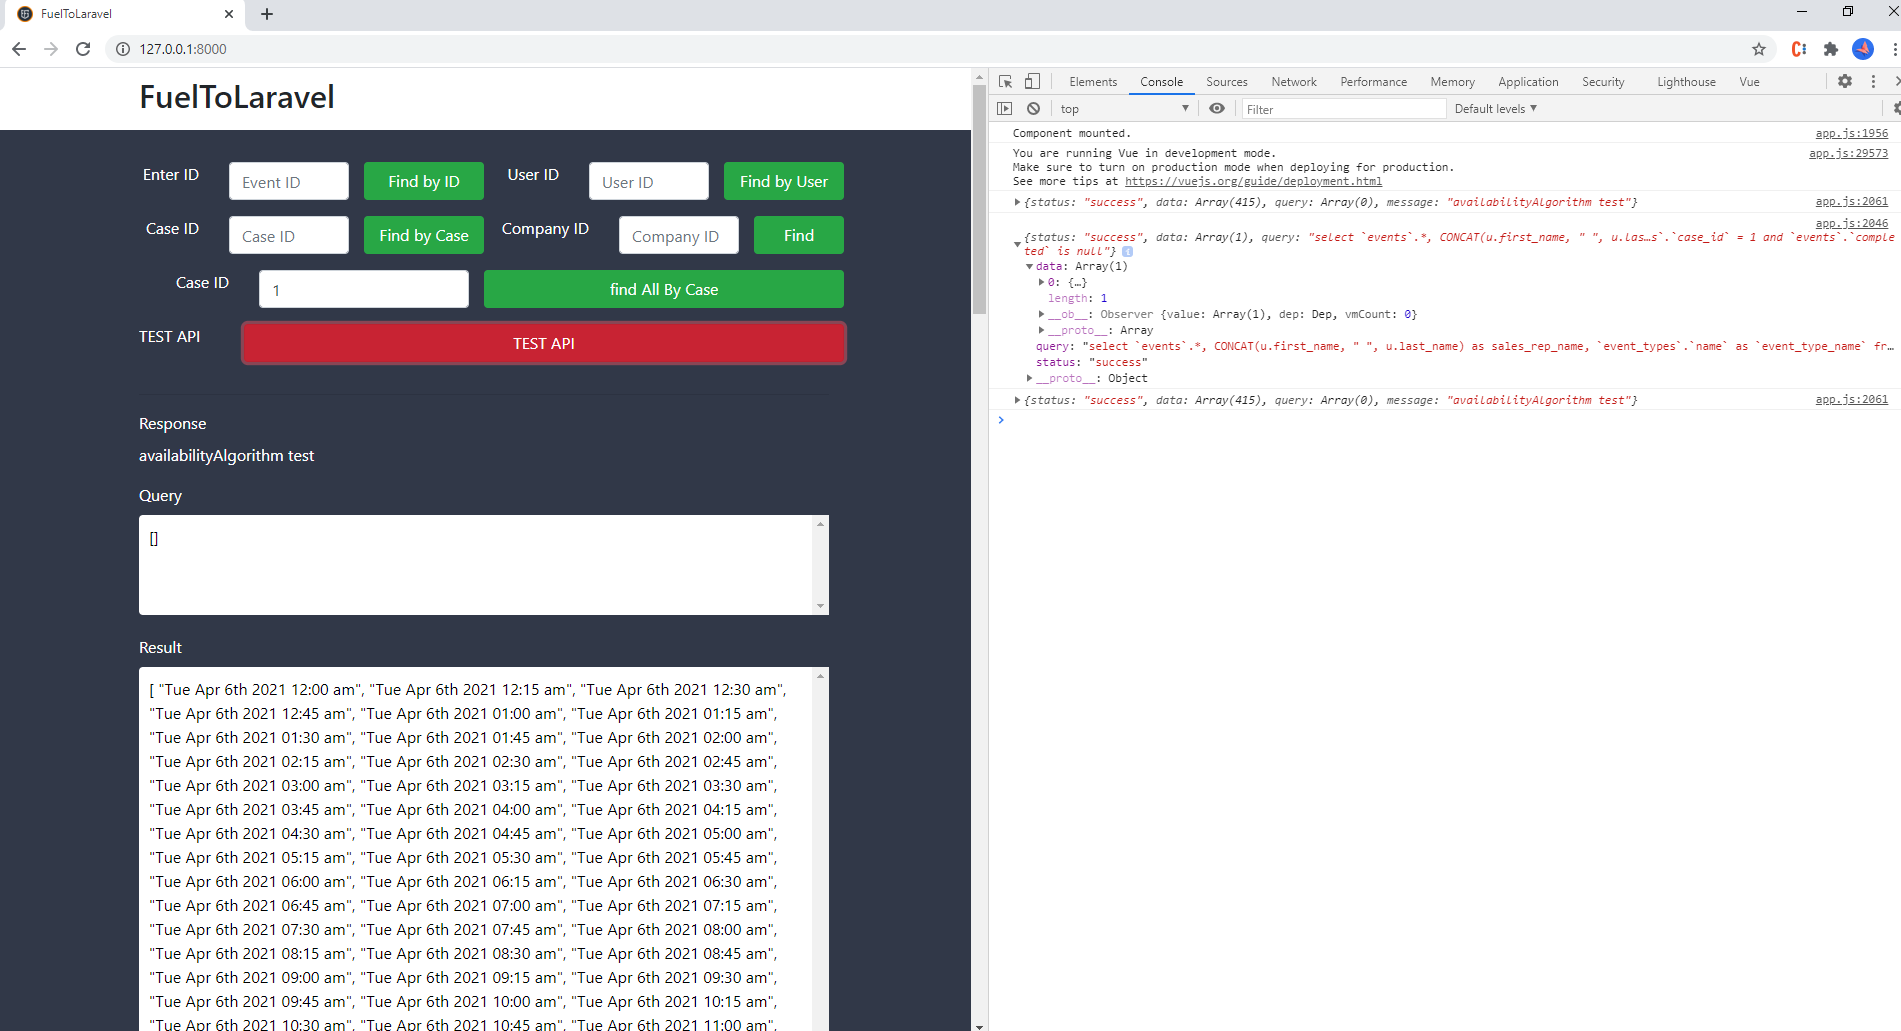 FuelToLaravel
127.0.0.1:8000
FuelToLaravel
Enter ID Event ID Find by ID User ID User ID Find by User
Case ID Case ID Find by Case Company ID Company ID Find
Case ID 1 find All By Case
TEST API TEST API
Response
availabilityAlgorithm test
Query
[]
Result
[ "Tue Apr 6th 2021 12:00 am", "Tue Apr 6th 2021 12:15 am", "Tue Apr 6th 2021 12:30 am",
"Tue Apr 6th 2021 12:45 am", "Tue Apr 6th 2021 01:00 am", "Tue Apr 6th 2021 01:15 am",
"Tue Apr 6th 2021 01:30 am", "Tue Apr 6th 2021 01:45 am", "Tue Apr 6th 2021 02:00 am",
"Tue Apr 6th 2021 02:15 am", "Tue Apr 6th 2021 02:30 am", "Tue Apr 6th 2021 02:45 am",
"Tue Apr 6th 2021 03:00 am", "Tue Apr 6th 2021 03:15 am", "Tue Apr 6th 2021 03:30 am",
"Tue Apr 6th 2021 03:45 am", "Tue Apr 6th 2021 04:00 am", "Tue Apr 6th 2021 04:15 am",
"Tue Apr 6th 2021 04:30 am", "Tue Apr 6th 2021 04:45 am", "Tue Apr 6th 2021 05:00 am",
"Tue Apr 6th 2021 05:15 am", "Tue Apr 6th 2021 05:30 am", "Tue Apr 6th 2021 05:45 am",
"Tue Apr 6th 2021 06:00 am", "Tue Apr 6th 2021 06:15 am", "Tue Apr 6th 2021 06:30 am",
"Tue Apr 6th 2021 06:45 am", "Tue Apr 6th 2021 07:00 am", "Tue Apr 6th 2021 07:15 am",
"Tue Apr 6th 2021 07:30 am", "Tue Apr 6th 2021 07:45 am", "Tue Apr 6th 2021 08:00 am",
"Tue Apr 6th 2021 08:15 am", "Tue Apr 6th 2021 08:30 am", "Tue Apr 6th 2021 08:45 am",
"Tue Apr 6th 2021 09:00 am", "Tue Apr 6th 2021 09:15 am", "Tue Apr 6th 2021 09:30 am",
"Tue Apr 6th 2021 09:45 am", "Tue Apr 6th 2021 10:00 am", "Tue Apr 6th 2021 10:15 am",
"Tue Apr 6th 2021 10:30 am", "Tue Apr 6th 2021 10:45 am", "Tue Apr 6th 2021 11:00 am",
Elements Console Sources Network Performance Memory Application Security Lighthouse Vue
top Filter Default levels
Component mounted. app.js:1956
You are running Vue in development mode. app.js:29573
Make sure to turn on production mode when deploying for production.
See more tips at https://vuejs.org/guide/deployment.html
{status: "success", data: Array(415), query: Array(0), message: "availabilityAlgorithm test"} app.js:2061
app.js:2046
{status: "success", data: Array(1), query: "select `events`.*, CONCAT(u.first_name, " ", u.las…s`.`case_id` = 1 and `events`.`comple
ted` is null"} i
data: Array(1)
0: {…}
length: 1
__ob__: Observer {value: Array(1), dep: Dep, vmCount: 0}
__proto__: Array
query: "select `events`.*, CONCAT(u.first_name, " ", u.last_name) as sales_rep_name, `event_types`.`name` as `event_type_name` fr…
status: "success"
__proto__: Object
{status: "success", data: Array(415), query: Array(0), message: "availabilityAlgorithm test"} app.js:2061